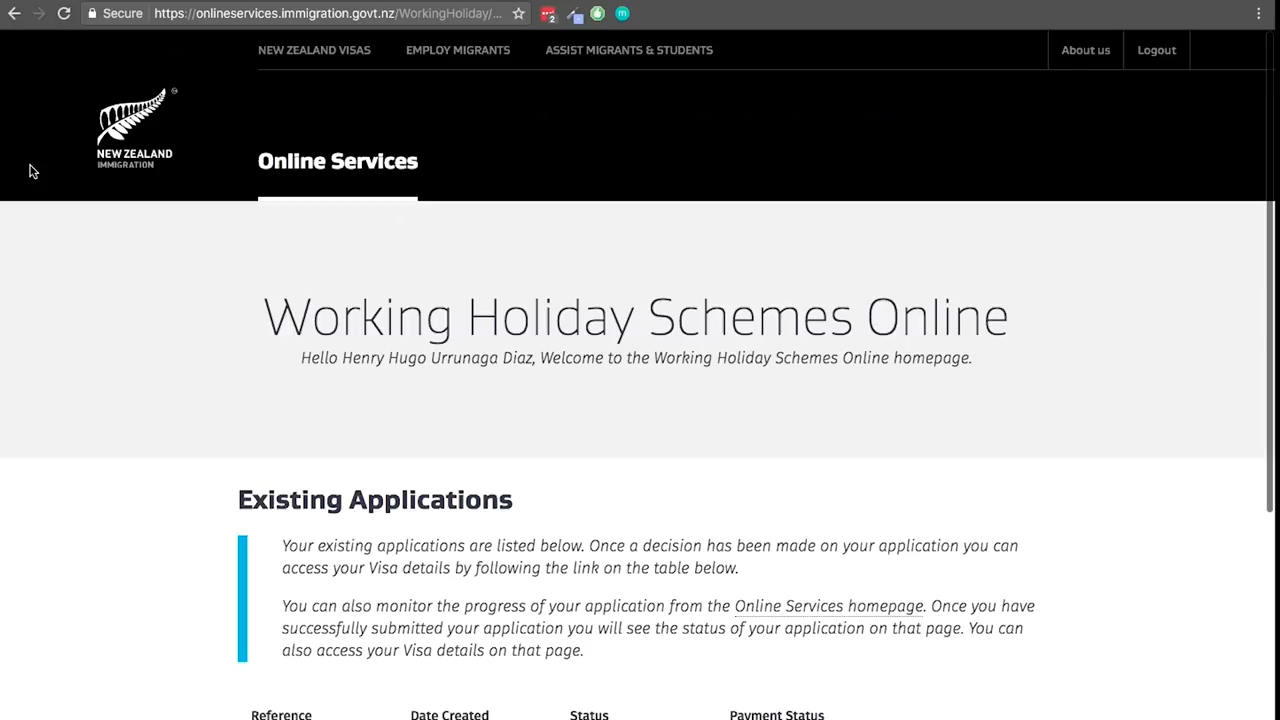 Secure https://onlineservices.immigration.govt.nz/WorkingHoliday/...
2
m
NEW ZEALAND VISAS EMPLOY MIGRANTS ASSIST MIGRANTS & STUDENTS About us Logout
NEW ZEALAND
IMMIGRATION
Online Services
Working Holiday Schemes Online
Hello Henry Hugo Urrunaga Diaz, Welcome to the Working Holiday Schemes Online homepage.
Existing Applications
Your existing applications are listed below. Once a decision has been made on your application you can
access your Visa details by following the link on the table below.
You can also monitor the progress of your application from the Online Services homepage. Once you have
successfully submitted your application you will see the status of your application on that page. You can
also access your Visa details on that page.
Reference Date Created Status Payment Status